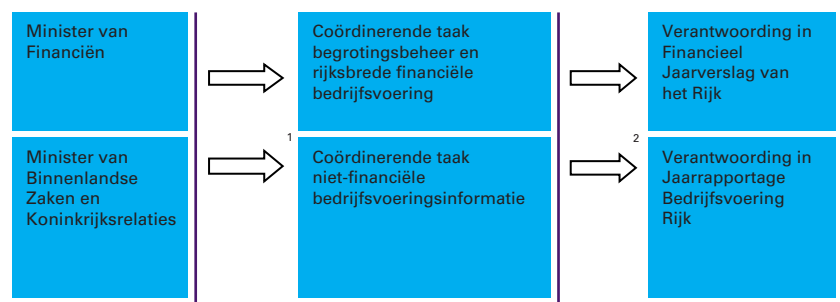 Minister van
Financiën
Coördinerende taak
begrotingsbeheer en
rijksbrede financiële
bedrijfsvoering
Verantwoording in
Financieel
Jaarverslag van
het Rijk
Minister van
Binnenlandse
Zaken en
Koninkrijksrelaties
1
Coördinerende taak
niet-financiële
bedrijfsvoeringsinformatie
2
Verantwoording in
Jaarrapportage
Bedrijfsvoering
Rijk